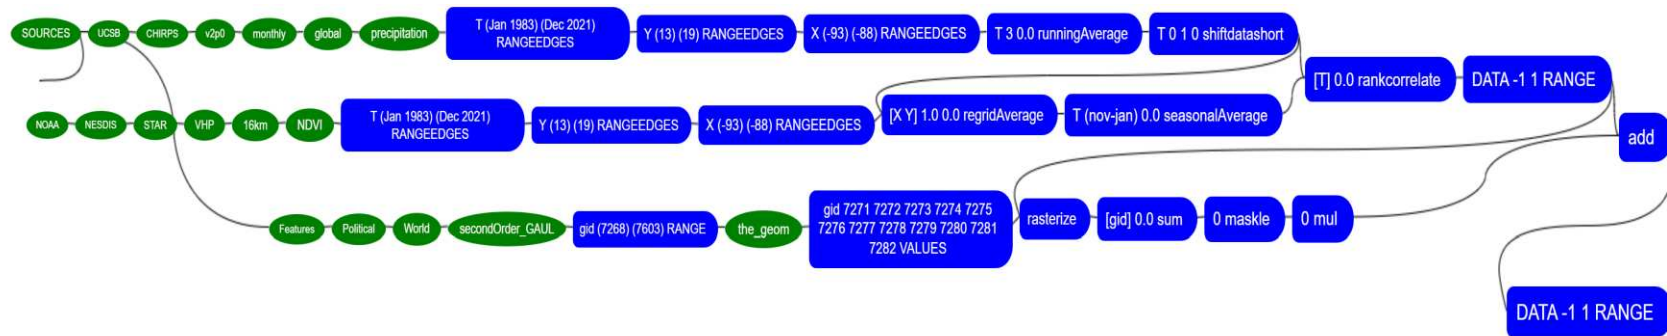 SOURCES
UCSB
CHIRPS
v2p0
monthly
global
precipitation
T (Jan 1983) (Dec 2021)
RANGEEDGES
Y (13) (19) RANGEEDGES
X (-93) (-88) RANGEEDGES
T 3 0.0 runningAverage
T 0 1 0 shiftdatashort
[T] 0.0 rankcorrelate
DATA -1 1 RANGE
NOAA
NESDIS
STAR
VHP
16km
NDVI
T (Jan 1983) (Dec 2021)
RANGEEDGES
Y (13) (19) RANGEEDGES
X (-93) (-88) RANGEEDGES
[X Y] 1.0 0.0 regridAverage
T (nov-jan) 0.0 seasonalAverage
add
Features
Political
World
secondOrder_GAUL
gid (7268) (7603) RANGE
the_geom
gid 7271 7272 7273 7274 7275
7276 7277 7278 7279 7280 7281
7282 VALUES
rasterize
[gid] 0.0 sum
0 maskle
0 mul
DATA -1 1 RANGE